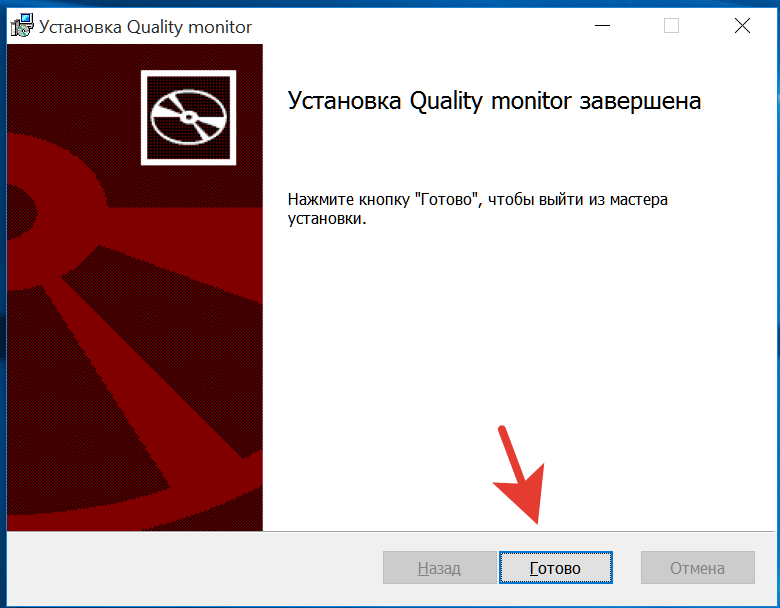 Установка Quality monitor
Установка Quality monitor завершена
Нажмите кнопку "Готово", чтобы выйти из мастера
установки.
Назад
Готово
Отмена